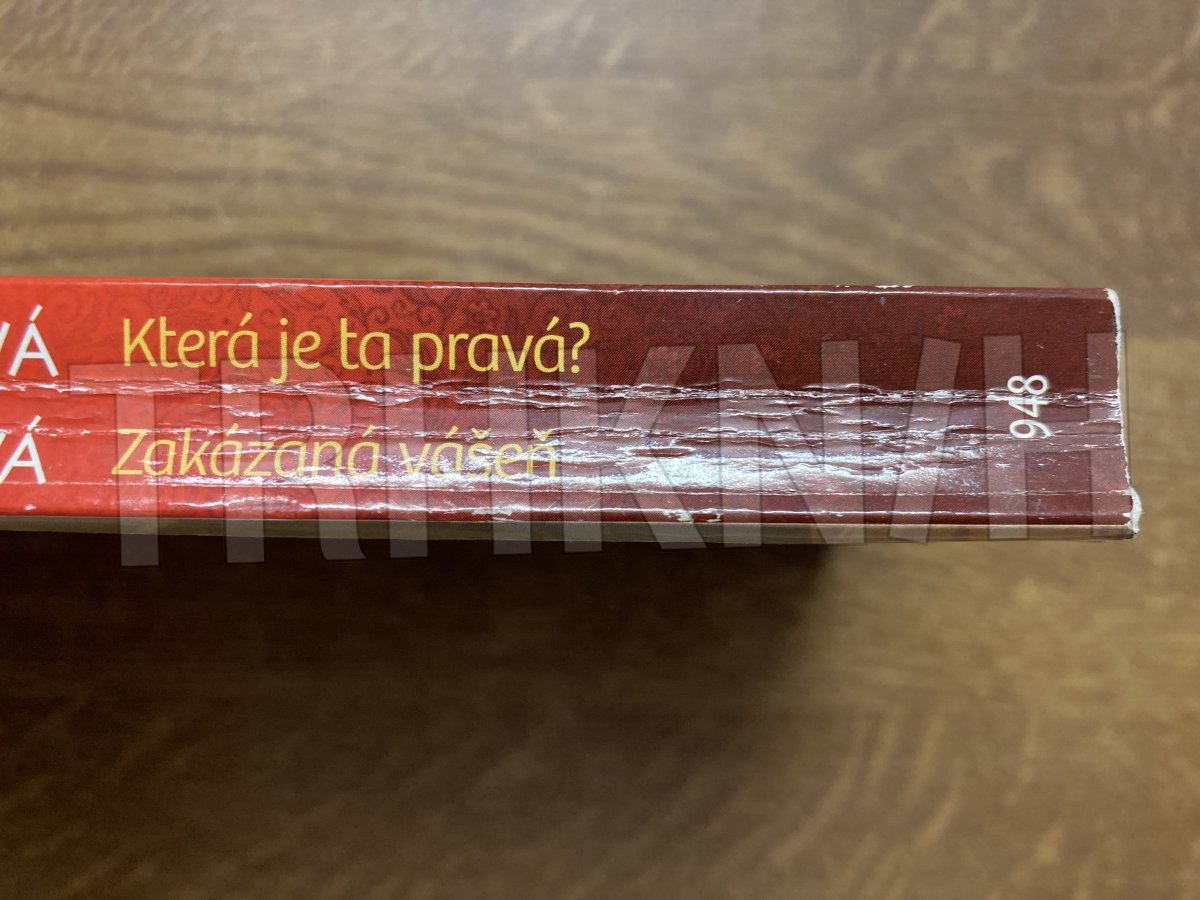 VÁ Která je ta pravá?
VÁ Zakázaná vášeň
948
TRHKNIH